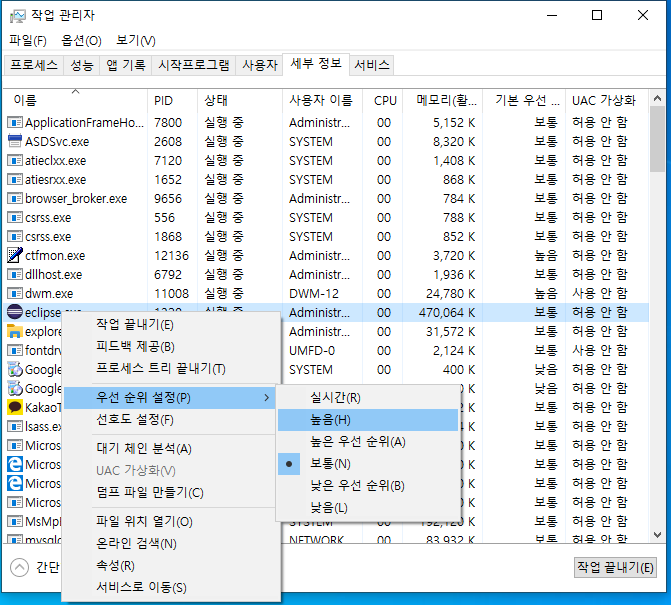 작업 관리자
파일(F) 옵션(O) 보기(V)
프로세스 성능 앱 기록 시작프로그램 사용자 세부 정보 서비스
이름 PID 상태 사용자 이름 CPU 메모리(활... 기본 우선 ... UAC 가상화
ApplicationFrameHo... 7800 실행 중 Administr... 00 5,152 K 보통 허용 안 함
ASDSvc.exe 2608 실행 중 SYSTEM 00 8,320 K 보통 허용 안 함
atieclxx.exe 7120 실행 중 SYSTEM 00 1,408 K 보통 허용 안 함
atiesrxx.exe 1652 실행 중 SYSTEM 00 868 K 보통 허용 안 함
browser_broker.exe 9656 실행 중 Administr... 00 784 K 보통 허용 안 함
csrss.exe 556 실행 중 SYSTEM 00 788 K 보통 허용 안 함
csrss.exe 1868 실행 중 SYSTEM 00 852 K 보통 허용 안 함
ctfmon.exe 12136 실행 중 Administr... 00 3,720 K 높음 허용 안 함
dllhost.exe 6792 실행 중 Administr... 00 1,936 K 보통 허용 안 함
dwm.exe 11008 실행 중 DWM-12 00 24,780 K 높음 사용 안 함
eclipse.exe Administr... 00 470,064 K 보통 허용 안 함
explore Administr... 00 31,572 K 보통 허용 안 함
fontdrv UMFD-0 00 2,124 K 보통 사용 안 함
Google SYSTEM 00 400 K 낮음 허용 안 함
Google K 낮음 허용 안 함
KakaoT K 보통 허용 안 함
lsass.e K 보통 허용 안 함
Micros K 보통 허용 안 함
Micros K 보통 허용 안 함
Micros K 보통 허용 안 함
Micros K 보통 허용 안 함
MsMpE SYSTEM K 보통 허용 안 함
mysqld NETWORK 00 83,932 K 보통 허용 안 함
작업 끝내기(E)
피드백 제공(B)
프로세스 트리 끝내기(T)
우선 순위 설정(P)
선호도 설정(F)
대기 체인 분석(A)
UAC 가상화(V)
덤프 파일 만들기(C)
파일 위치 열기(O)
온라인 검색(N)
속성(R)
서비스로 이동(S)
실시간(R)
높음(H)
높은 우선 순위(A)
보통(N)
낮은 우선 순위(B)
낮음(L)
간단
작업 끝내기(E)